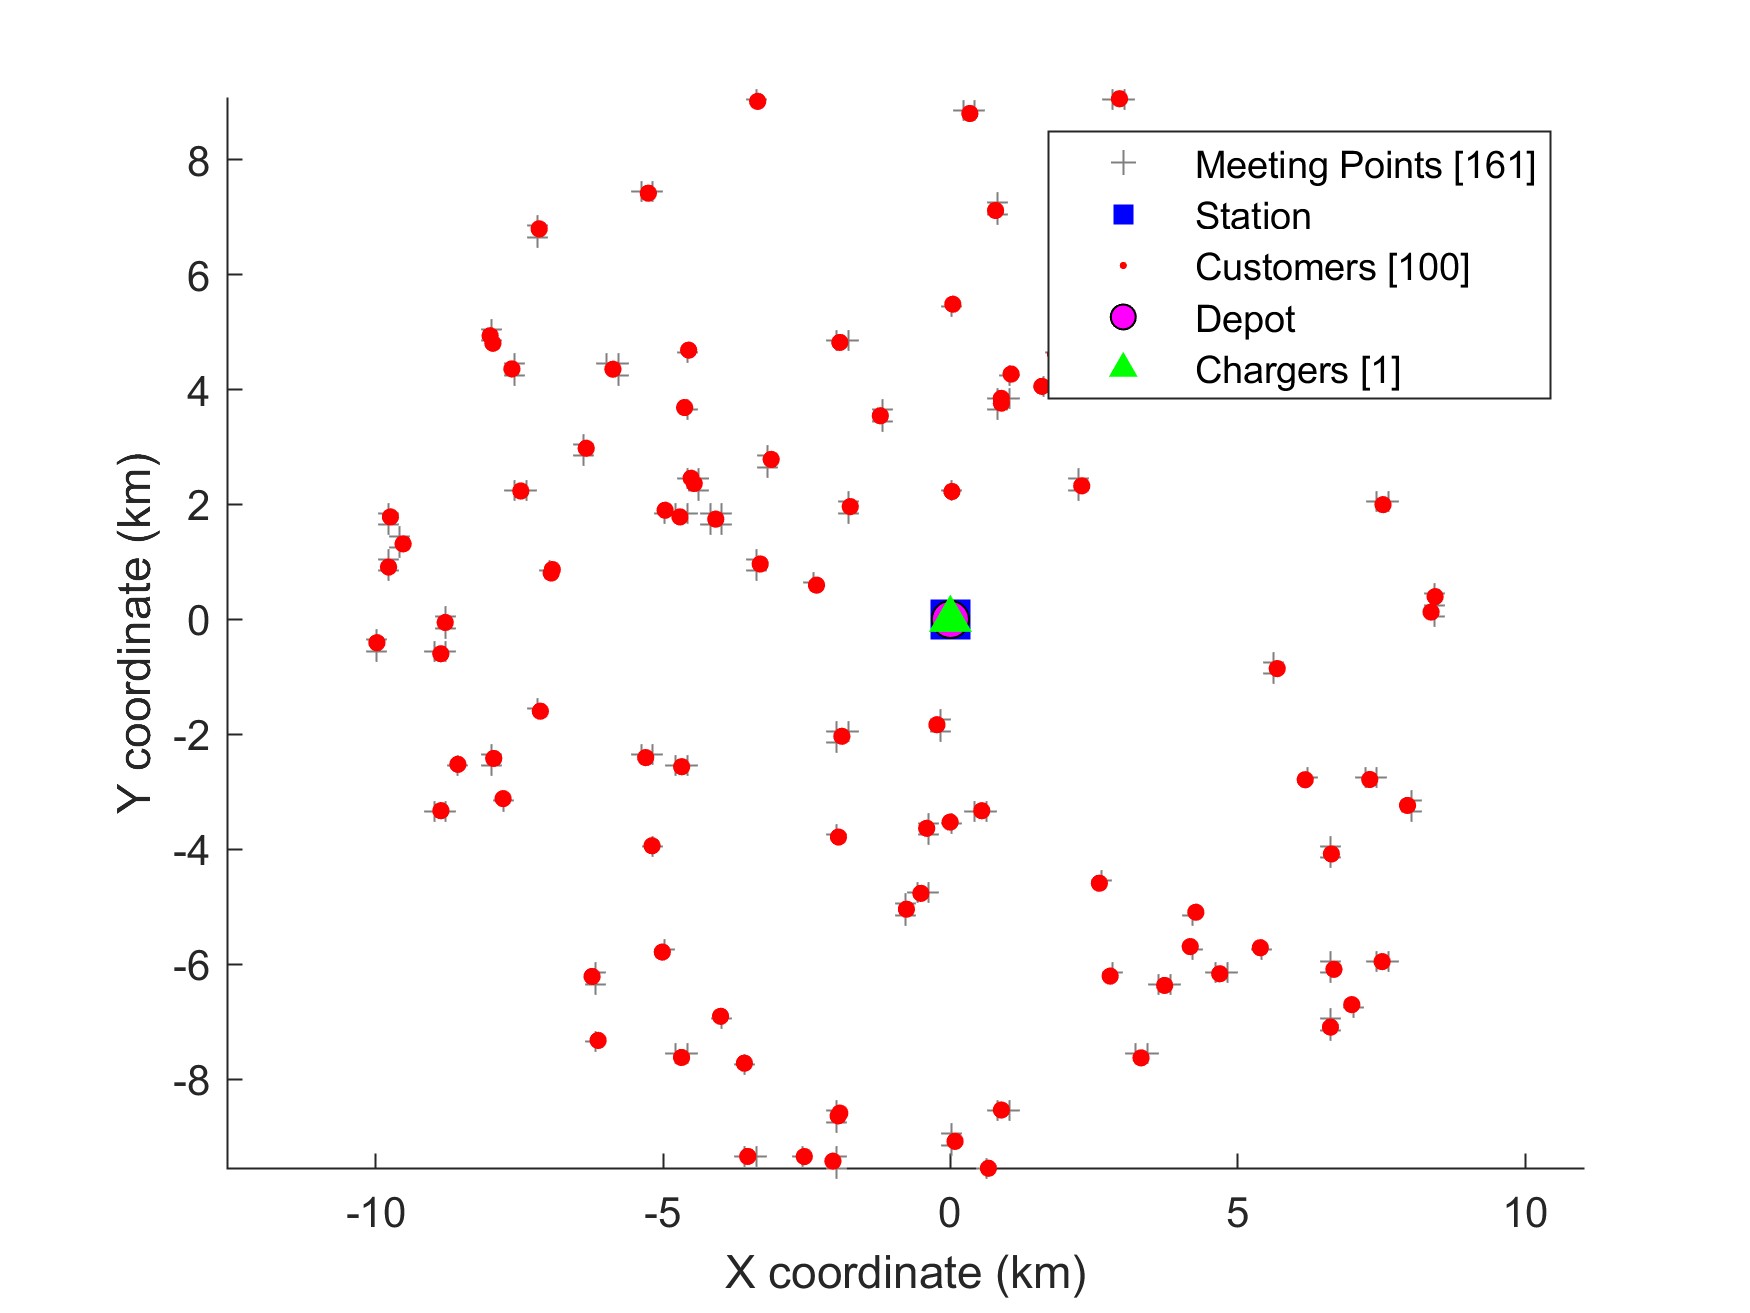 8
6
4
2
0
-2
-4
-6
-8
Y coordinate (km)
Meeting Points [161]
Station
Customers [100]
Depot
Chargers [1]
-10
-5
0
5
10
X coordinate (km)